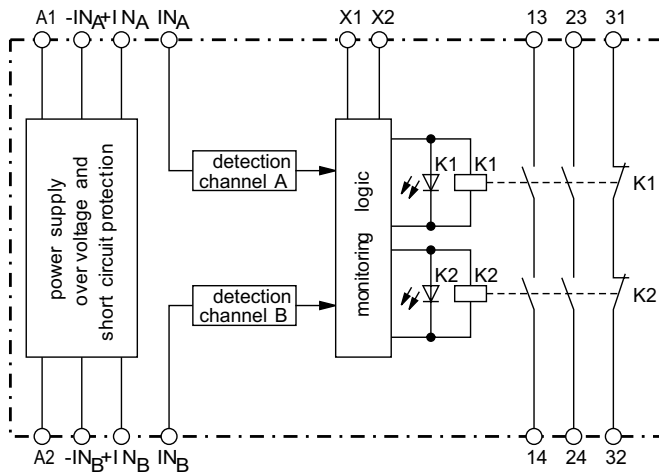 A1 -INA +INA INA X1 X2 13 23 31
power supply
over voltage and
short circuit protection
detection
channel A
detection
channel B
monitoring logic
K1 K1
K1
K2 K2
K2
A2 -INB +INB INB 14 24 32